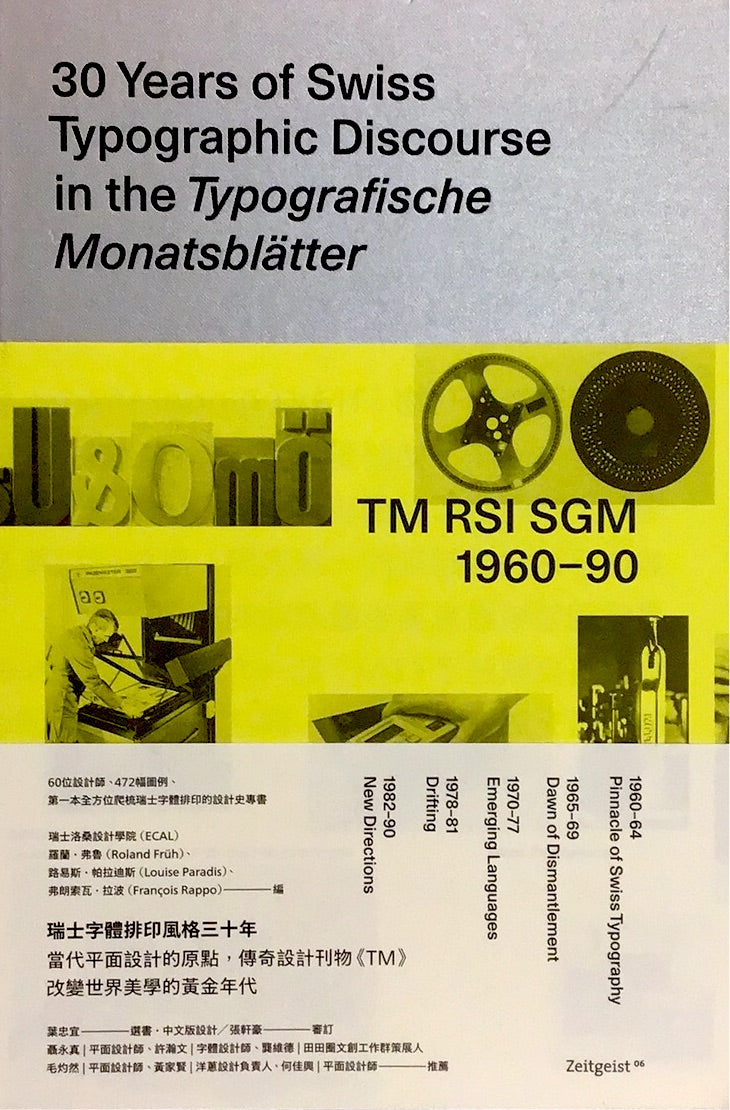 30 Years of Swiss
Typographic Discourse
in the Typografische
Monatsblätter
U&Omö
TM RSI SGM
1960–90
60位設計師、472幅圖例、
第一本全方位爬梳瑞士字體排印的設計史專書
瑞士洛桑設計學院（ECAL）
羅蘭・弗魯（Roland Früh）、
路易斯・帕拉迪斯（Louise Paradis）、
弗朗索瓦・拉波（François Rappo）———編
瑞士字體排印風格三十年
當代平面設計的原點，傳奇設計刊物《TM》
改變世界美學的黃金年代
葉忠宜———選書・中文版設計／張軒豪———審訂
聶永真｜平面設計師、許瀚文｜字體設計師、龔維德｜田田圈文創工作群策展人
毛灼然｜平面設計師、黃家賢｜洋蔥設計負責人、何佳興｜平面設計師———推薦
1960–64
Pinnacle of Swiss Typography
1965–69
Dawn of Dismantlement
1970–77
Emerging Languages
1978–81
Drifting
1982–90
New Directions
Zeitgeist 06